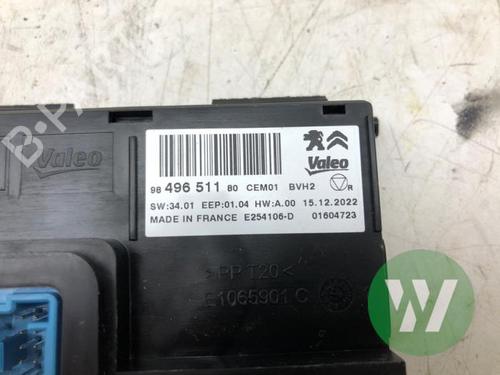 Valeo
Valeo
98 496 511 80 CEM01 BVH2 R
SW:34.01 EEP:01.04 HW:A.00 15.12.2022
MADE IN FRANCE E254106-D 01604723
>PP T20<
E1065901 C
B-PA
W